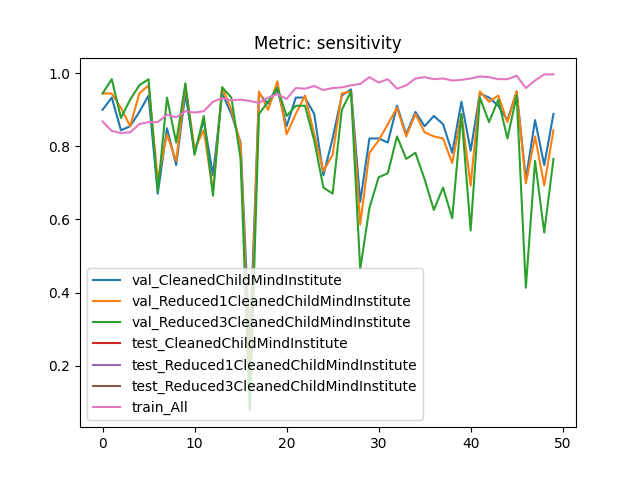 Metric: sensitivity
1.0
0.8
0.6
0.4
0.2
val_CleanedChildMindInstitute
val_Reduced1CleanedChildMindInstitute
val_Reduced3CleanedChildMindInstitute
test_CleanedChildMindInstitute
test_Reduced1CleanedChildMindInstitute
test_Reduced3CleanedChildMindInstitute
train_All
0 10 20 30 40 50